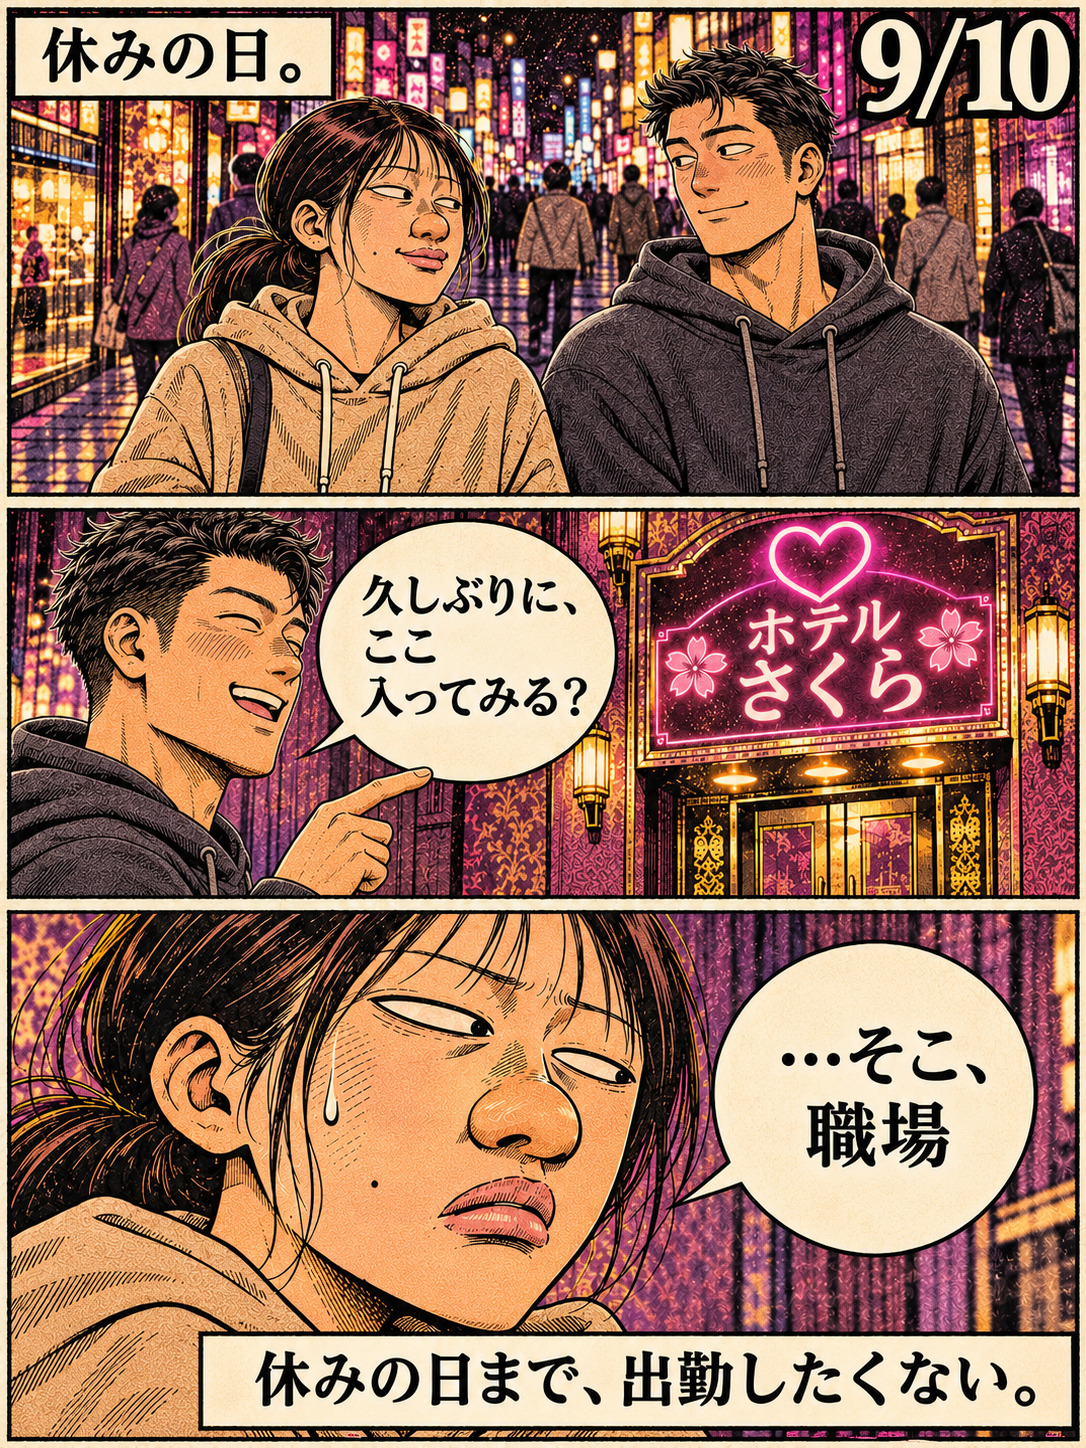 休みの日。
9/10
久しぶりに、
ここ
入ってみる?
ホテル
さくら
…そこ、
職場
休みの日まで、出勤したくない。